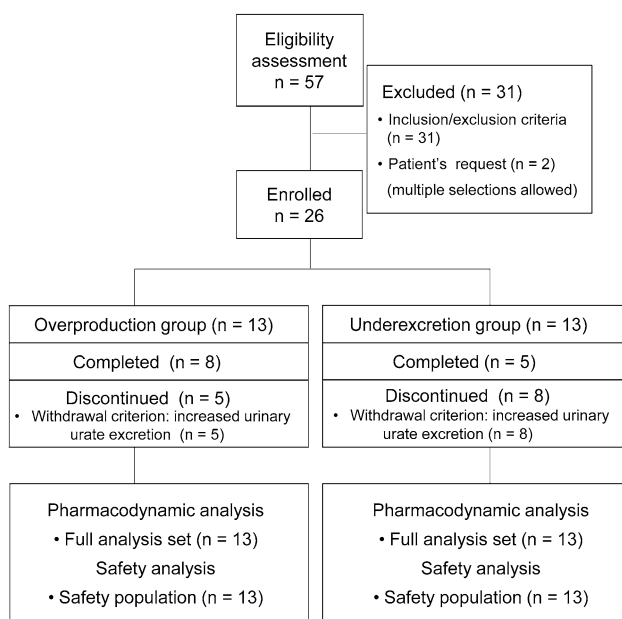 Eligibility
assessment
n = 57
Excluded (n = 31)
• Inclusion/exclusion criteria
(n = 31)
• Patient's request (n = 2)
(multiple selections allowed)
Enrolled
n = 26
Overproduction group (n = 13)
Completed (n = 8)
Discontinued (n = 5)
• Withdrawal criterion: increased urinary
urate excretion (n = 5)
Underexcretion group (n = 13)
Completed (n = 5)
Discontinued (n = 8)
• Withdrawal criterion: increased urinary
urate excretion (n = 8)
Pharmacodynamic analysis
• Full analysis set (n = 13)
Safety analysis
• Safety population (n = 13)
Pharmacodynamic analysis
• Full analysis set (n = 13)
Safety analysis
• Safety population (n = 13)